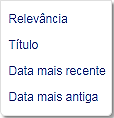 Relevância
Título
Data mais recente
Data mais antiga